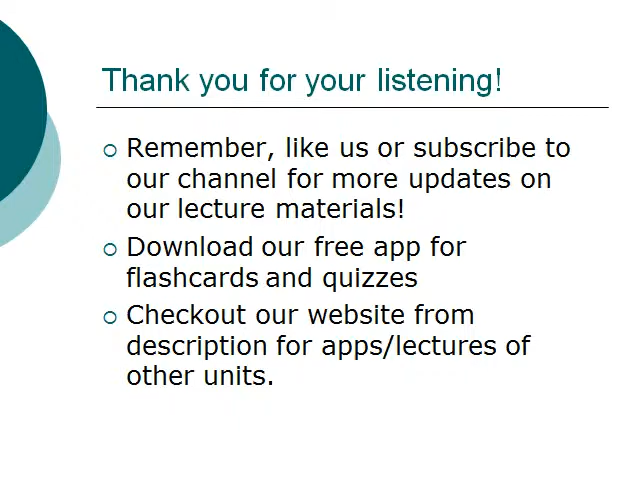 Thank you for your listening!
Remember, like us or subscribe to
our channel for more updates on
our lecture materials!
Download our free app for
flashcards and quizzes
Checkout our website from
description for apps/lectures of
other units.